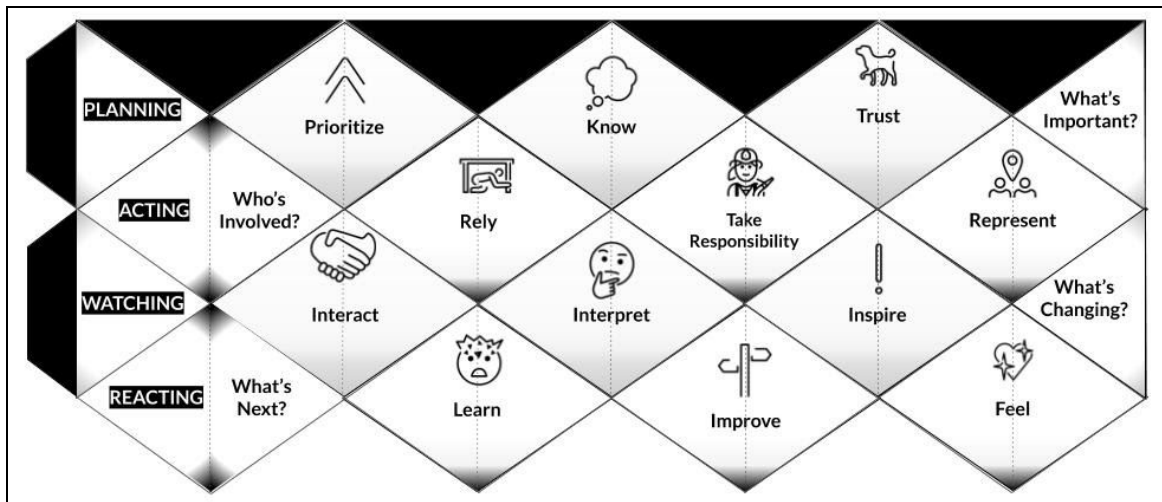 PLANNING
Prioritize
Know
Trust
What's
Important?
ACTING
Who's
Involved?
Rely
Take
Responsibility
Represent
WATCHING
Interact
Interpret
Inspire
What's
Changing?
REACTING
What's
Next?
Learn
Improve
Feel